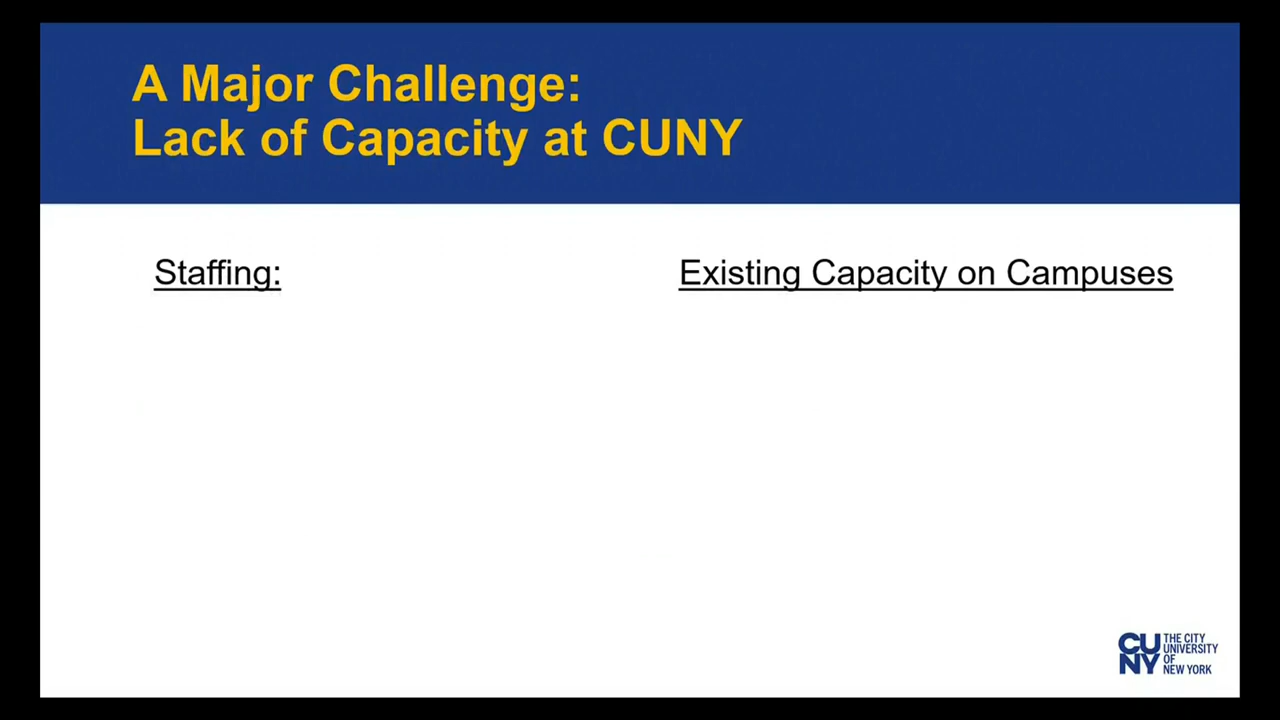 A Major Challenge:
Lack of Capacity at CUNY
Staffing:
Existing Capacity on Campuses
CU
NY
THE CITY
UNIVERSITY
OF
NEW YORK